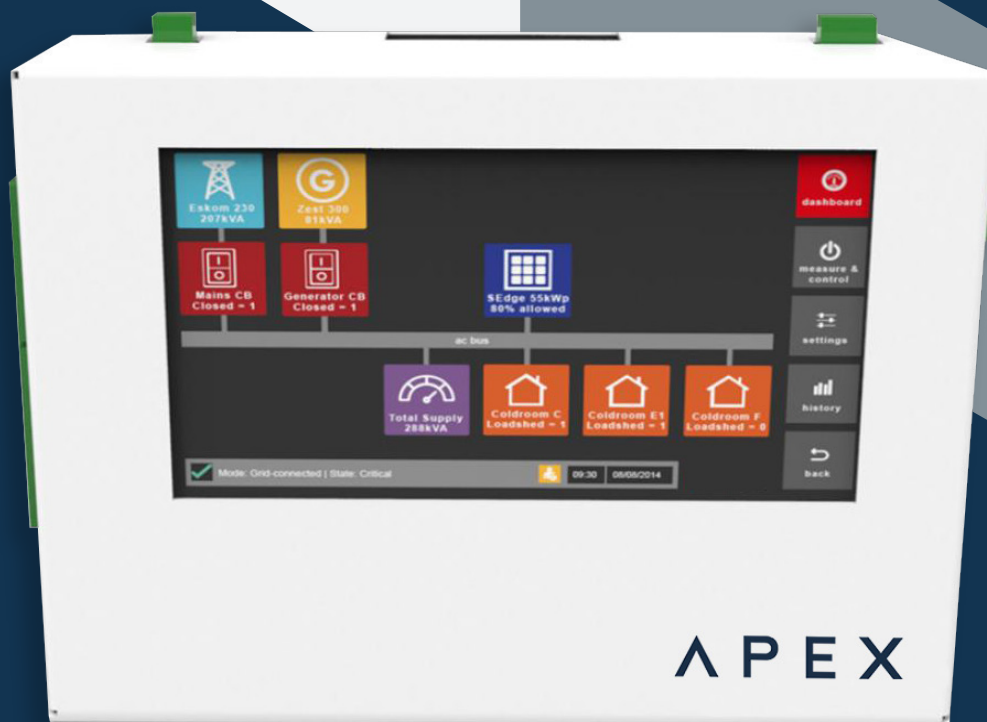 Eskom 230
207kVA
G
Zest 300
81kVA
dashboard
Mains CB
Closed = 1
Generator CB
Closed = 1
SEdge 55kWp
80% allowed
measure &
control
ac bus
settings
Total Supply
288kVA
Coldroom C
Loadshed = 1
Coldroom E1
Loadshed = 1
Coldroom F
Loadshed = 0
history
Mode: Grid-connected | State: Critical
09:30
08/08/2014
back
APEX